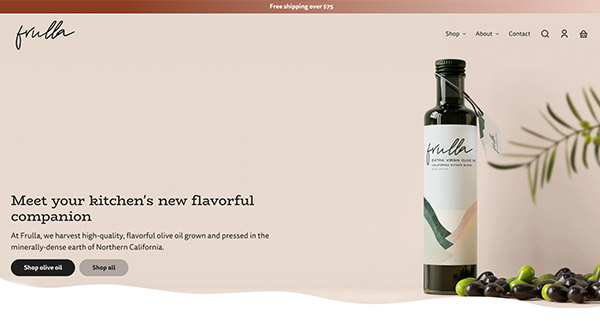 Free shipping over $75
frulla
Shop
About
Contact
frulla
EXTRA VIRGIN OLIVE OIL
CALIFORNIA ESTATE BLEND
Meet your kitchen's new flavorful
companion
At Frulla, we harvest high-quality, flavorful olive oil grown and pressed in the
minerally-dense earth of Northern California.
Shop olive oil
Shop all